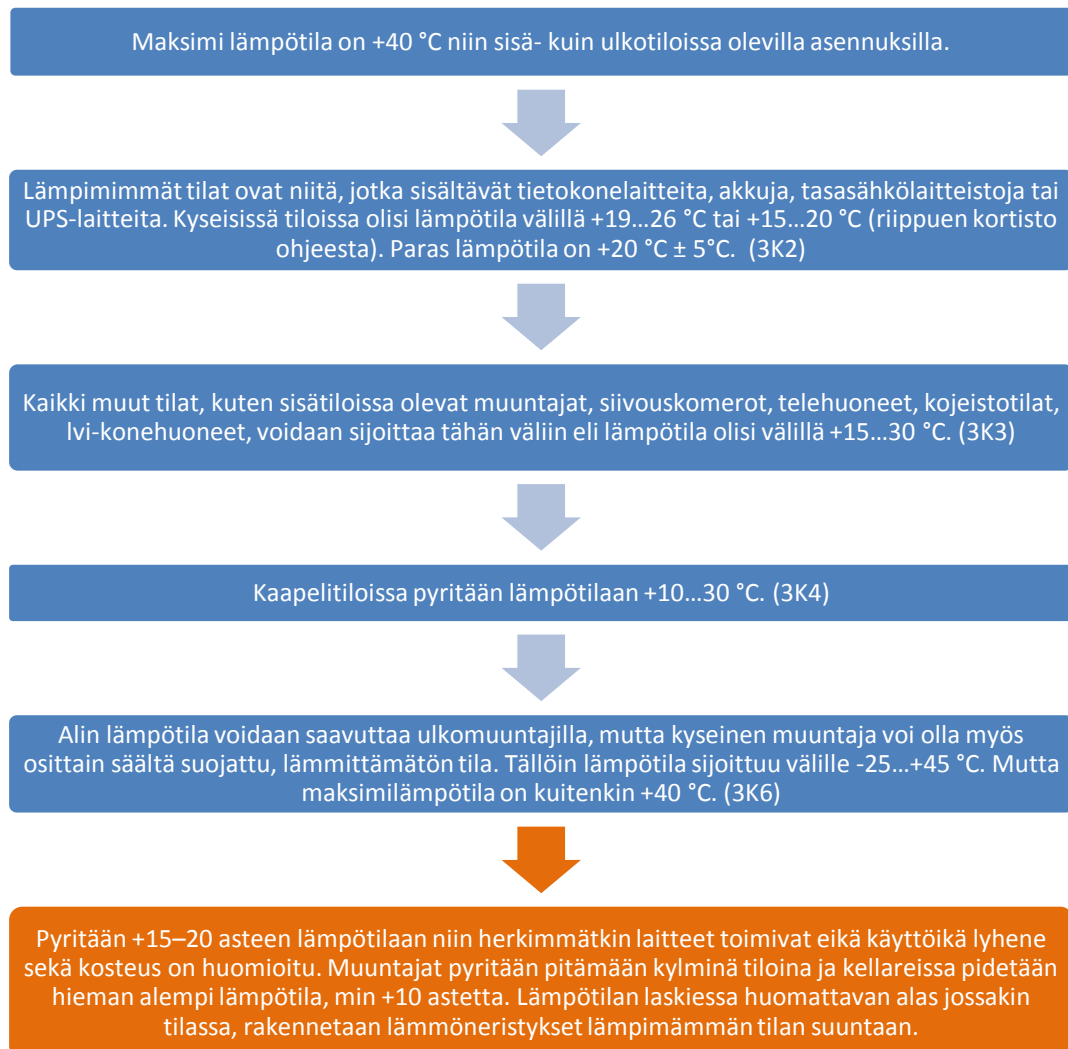 Maksimi lämpötila on +40 °C niin sisä- kuin ulkotiloissa olevilla asennuksilla.
Lämpimimmät tilat ovat niitä, jotka sisältävät tietokonelaitteita, akkuja, tasasähkölaitteistoja tai
UPS-laitteita. Kyseisissä tiloissa olisi lämpötila välillä +19…26 °C tai +15…20 °C (riippuen kortisto
ohjeesta). Paras lämpötila on +20 °C ± 5°C. (3K2)
Kaikki muut tilat, kuten sisätiloissa olevat muuntajat, siivouskomerot, telehuoneet, kojeistotilat,
lvi-konehuoneet, voidaan sijoittaa tähän väliin eli lämpötila olisi välillä +15…30 °C. (3K3)
Kaapelitiloissa pyritään lämpötilaan +10…30 °C. (3K4)
Alin lämpötila voidaan saavuttaa ulkomuuntajilla, mutta kyseinen muuntaja voi olla myös
osittain säältä suojattu, lämmittämätön tila. Tällöin lämpötila sijoittuu välille -25…+45 °C. Mutta
maksimilämpötila on kuitenkin +40 °C. (3K6)
Pyritään +15–20 asteen lämpötilaan niin herkimmätkin laitteet toimivat eikä käyttöikä lyhene
sekä kosteus on huomioitu. Muuntajat pyritään pitämään kylminä tiloina ja kellareissa pidetään
hieman alempi lämpötila, min +10 astetta. Lämpötilan laskiessa huomattavan alas jossakin
tilassa, rakennetaan lämmöneristykset lämpimämmän tilan suuntaan.